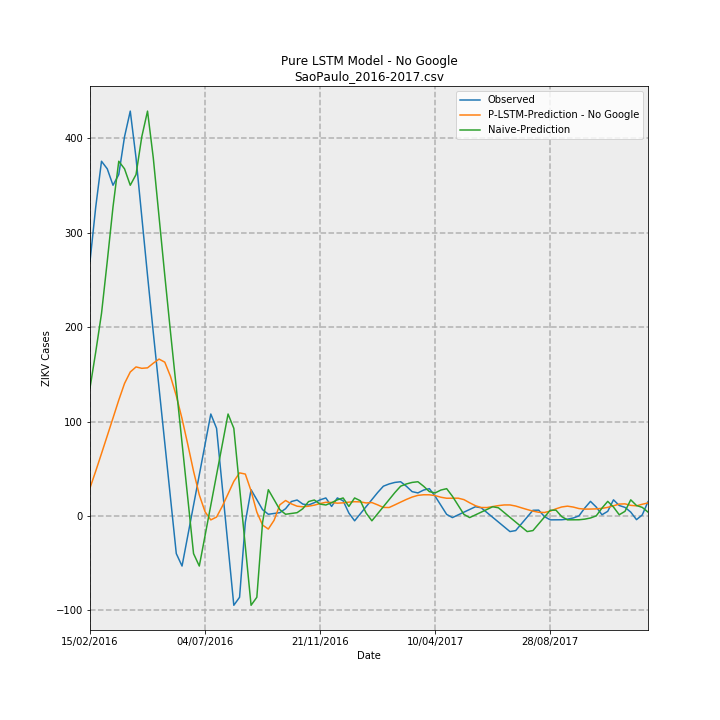 Pure LSTM Model - No Google
SaoPaulo_2016-2017.csv
Observed
P-LSTM-Prediction - No Google
Naive-Prediction
400
300
200
100
0
−100
ZIKV Cases
15/02/2016
04/07/2016
21/11/2016
10/04/2017
28/08/2017
Date